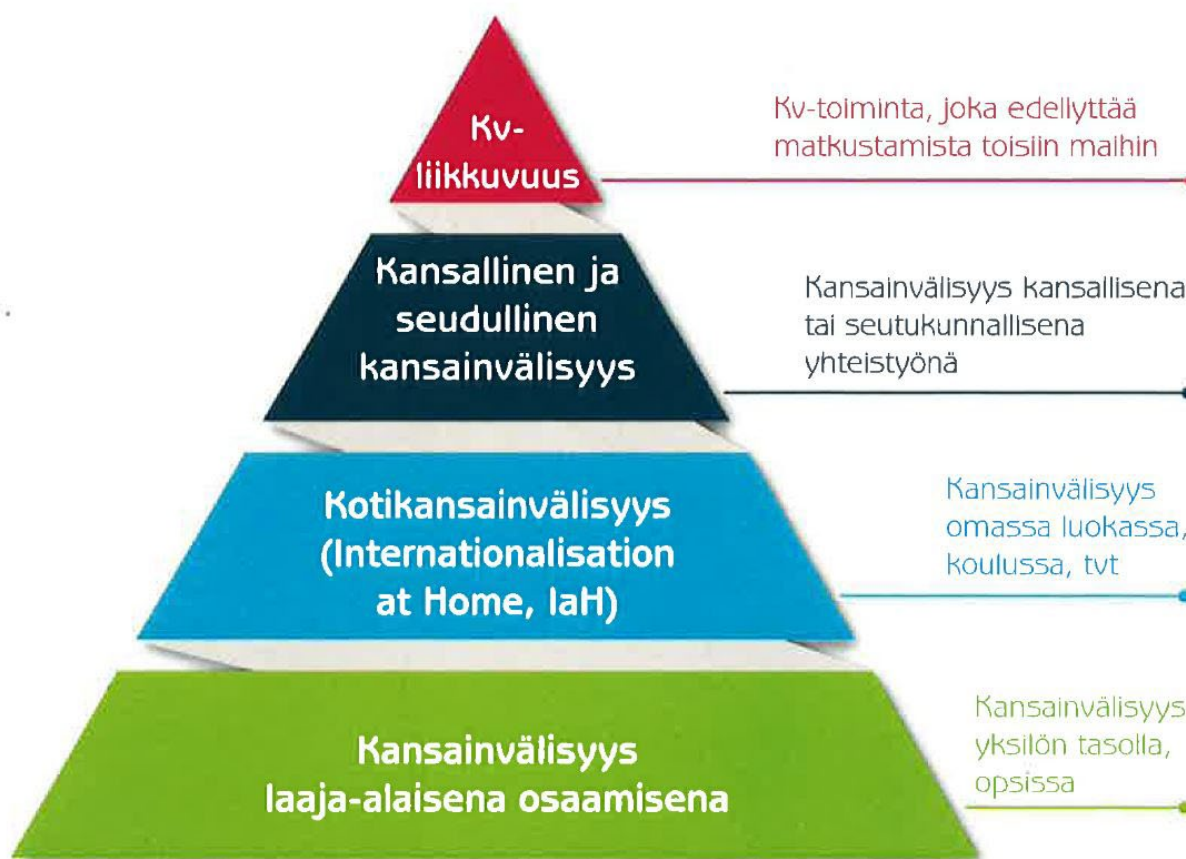 Kv-
liikkuvuus
Kv-toiminta, joka edellyttää
matkustamista toisiin maihin
Kansallinen ja
seudullinen
kansainvälisyys
Kansainvälisyys kansallisena
tai seutukunnallisena
yhteistyönä
Kotikansainvälisyys
(Internationalisation
at Home, IaH)
Kansainvälisyys
omassa luokassa,
koulussa, tvt
Kansainvälisyys
laaja-alaisena osaamisena
Kansainvälisyys
yksilön tasolla,
opsissa